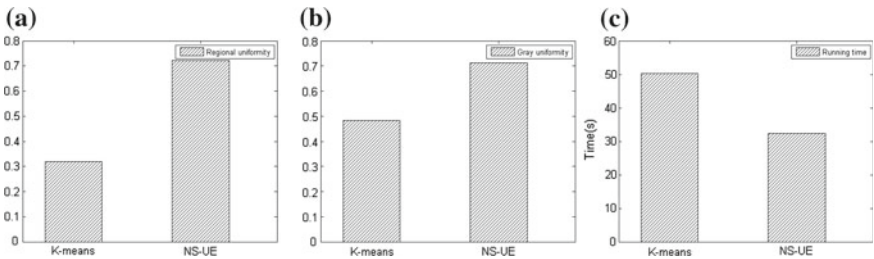 (a)
0.8
0.7
0.6
0.5
0.4
0.3
0.2
0.1
0
Regional uniformity
K-means NS-UE
(b)
0.8
0.7
0.6
0.5
0.4
0.3
0.2
0.1
0
Gray uniformity
K-means NS-UE
(c)
Time(s)
60
50
40
30
20
10
0
Running time
K-means NS-UE